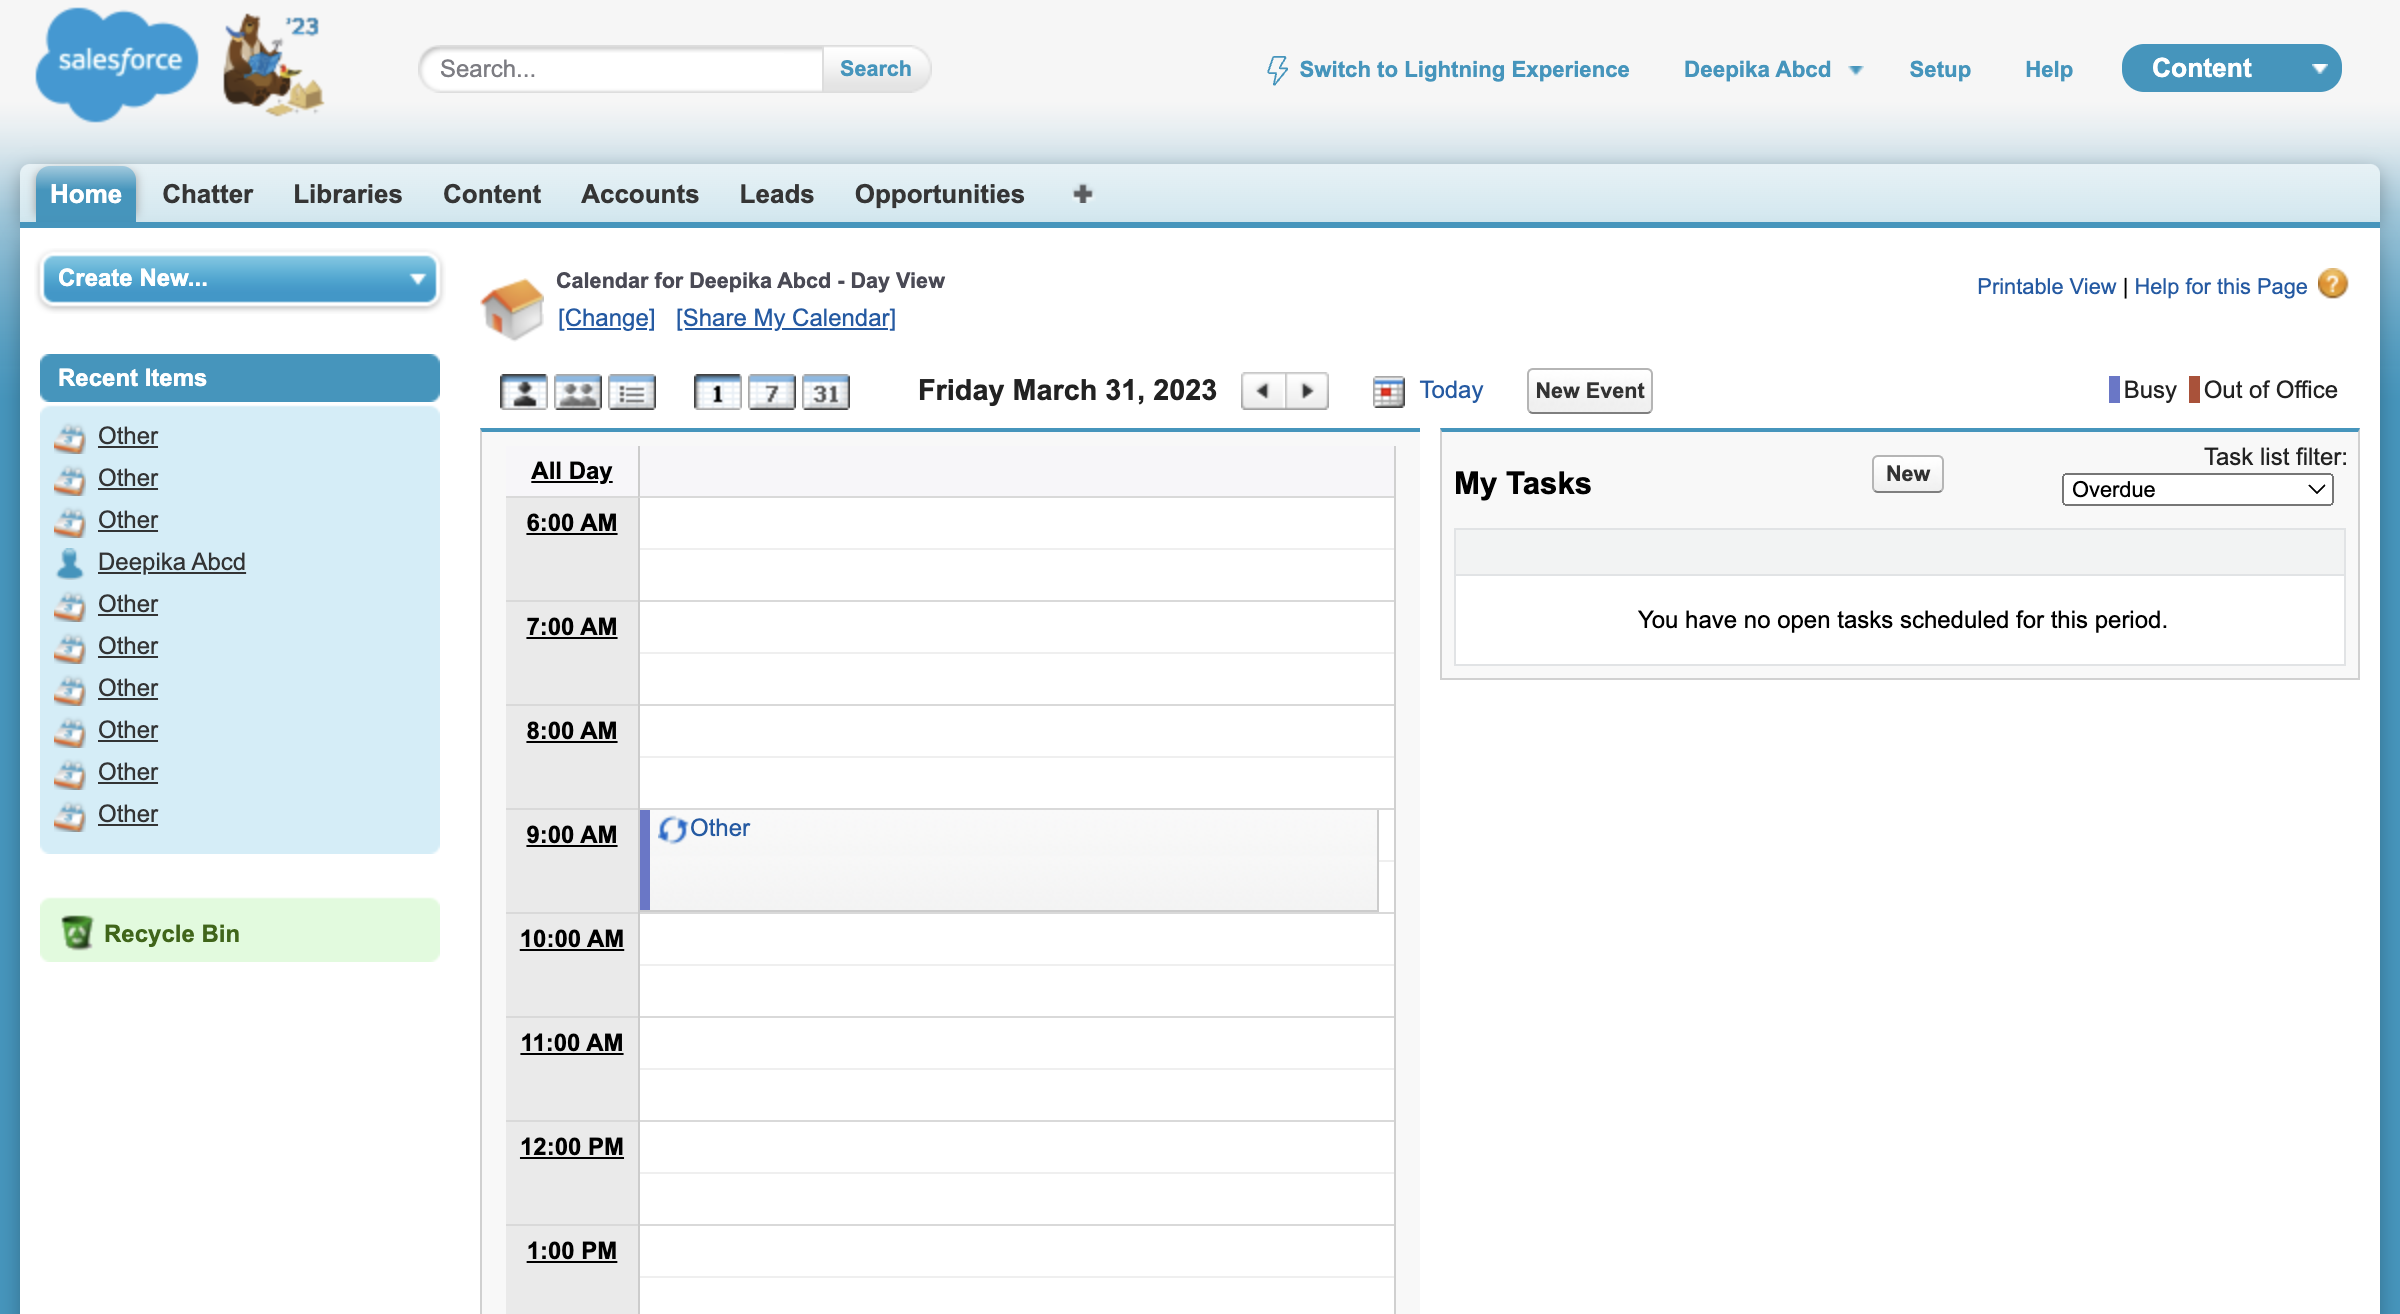 salesforce
'23
Search...
Search
Switch to Lightning Experience
Deepika Abcd
Setup
Help
Content
Home
Chatter
Libraries
Content
Accounts
Leads
Opportunities
Create New...
Recent Items
Other
Other
Other
Deepika Abcd
Other
Other
Other
Other
Other
Other
Recycle Bin
Calendar for Deepika Abcd - Day View
[Change] [Share My Calendar]
Printable View | Help for this Page ?
1 7 31
Friday March 31, 2023
Today
New Event
Busy Out of Office
All Day
6:00 AM
7:00 AM
8:00 AM
9:00 AM
Other
10:00 AM
11:00 AM
12:00 PM
1:00 PM
My Tasks
New
Task list filter:
Overdue
You have no open tasks scheduled for this period.